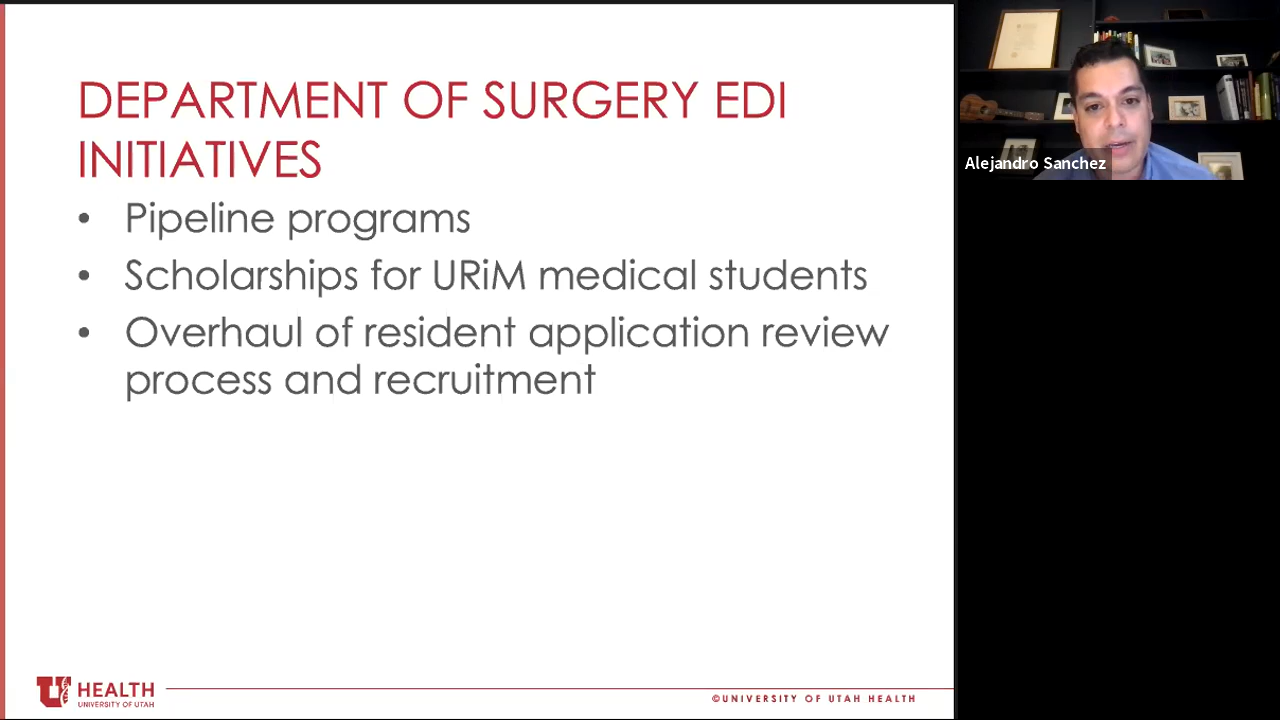 DEPARTMENT OF SURGERY EDI
INITIATIVES
• Pipeline programs
• Scholarships for URiM medical students
• Overhaul of resident application review
process and recruitment
Alejandro Sanchez
U HEALTH
UNIVERSITY OF UTAH
©UNIVERSITY OF UTAH HEALTH